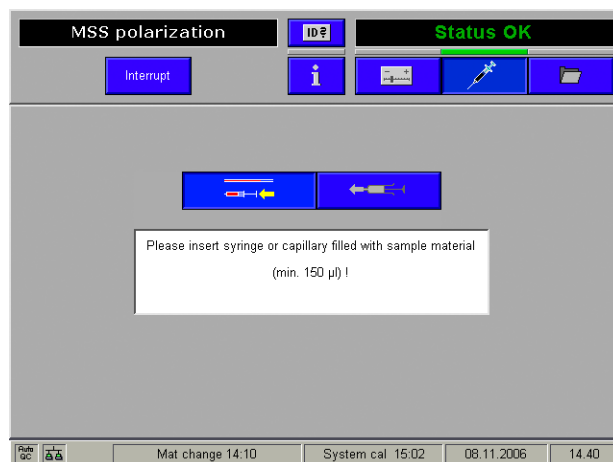 MSS polarization
ID?
Status OK
Interrupt
i
Please insert syringe or capillary filled with sample material
(min. 150 µl) !
Auto
QC
Mat change 14:10
System cal 15:02
08.11.2006
14.40